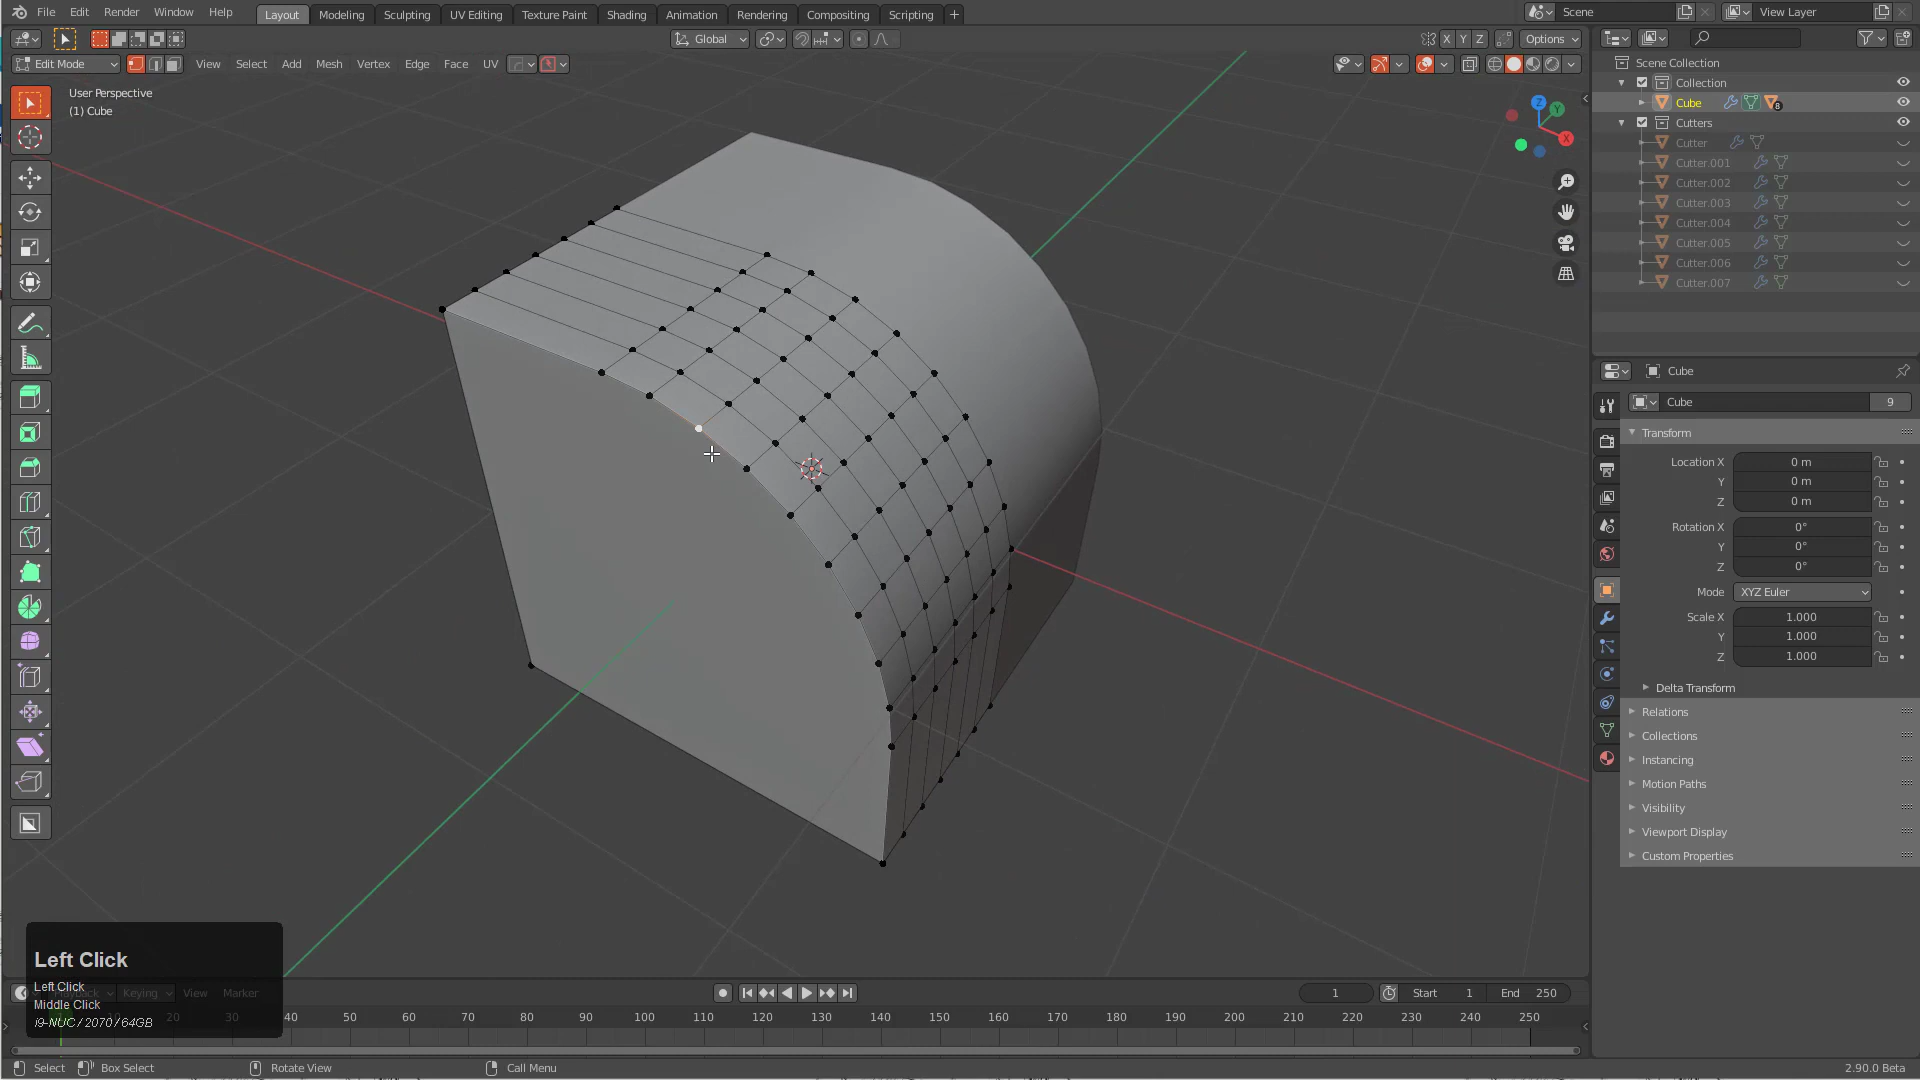 File Edit Render Window Help Layout Modeling Sculpting UV Editing Texture Paint Shading Animation Rendering Compositing Scripting + Scene View Layer
Global X Y Z Options
Edit Mode View Select Add Mesh Vertex Edge Face UV
User Perspective
(1) Cube
Z
Y
X
Scene Collection
Collection
Cube 8
Cutters
Cutter
Cutter.001
Cutter.002
Cutter.003
Cutter.004
Cutter.005
Cutter.006
Cutter.007
Cube
Cube 9
Transform
Location X 0 m
Y 0 m
Z 0 m
Rotation X 0°
Y 0°
Z 0°
Mode XYZ Euler
Scale X 1.000
Y 1.000
Z 1.000
Delta Transform
Relations
Collections
Instancing
Motion Paths
Visibility
Viewport Display
Custom Properties
Left Click
Left Click
Middle Click
i9-NUC / 2070 / 64GB
Playback Keying View Marker 1 Start 1 End 250
10 20 30 40 50 60 70 80 90 100 110 120 130 140 150 160 170 180 190 200 210 220 230 240 250
Select Box Select Rotate View Call Menu 2.90.0 Beta